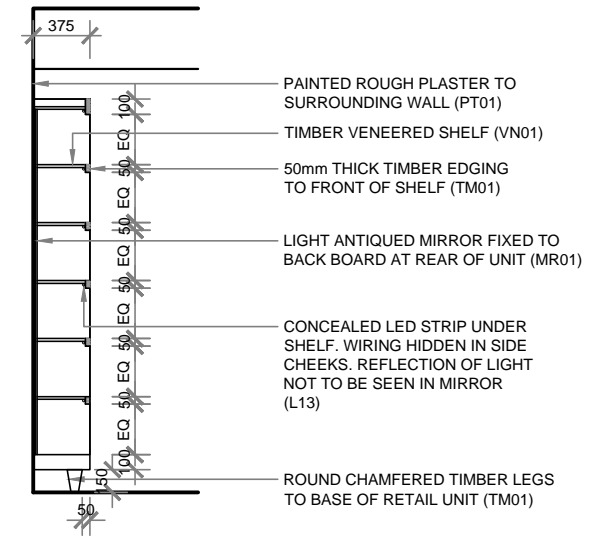 375
PAINTED ROUGH PLASTER TO
SURROUNDING WALL (PT01)
100
TIMBER VENEERED SHELF (VN01)
EQ
50
50mm THICK TIMBER EDGING
TO FRONT OF SHELF (TM01)
EQ
50
LIGHT ANTIQUED MIRROR FIXED TO
BACK BOARD AT REAR OF UNIT (MR01)
EQ
50
CONCEALED LED STRIP UNDER
SHELF. WIRING HIDDEN IN SIDE
CHEEKS. REFLECTION OF LIGHT
NOT TO BE SEEN IN MIRROR
(L13)
EQ
50
EQ
50
EQ
100
150
ROUND CHAMFERED TIMBER LEGS
TO BASE OF RETAIL UNIT (TM01)
50